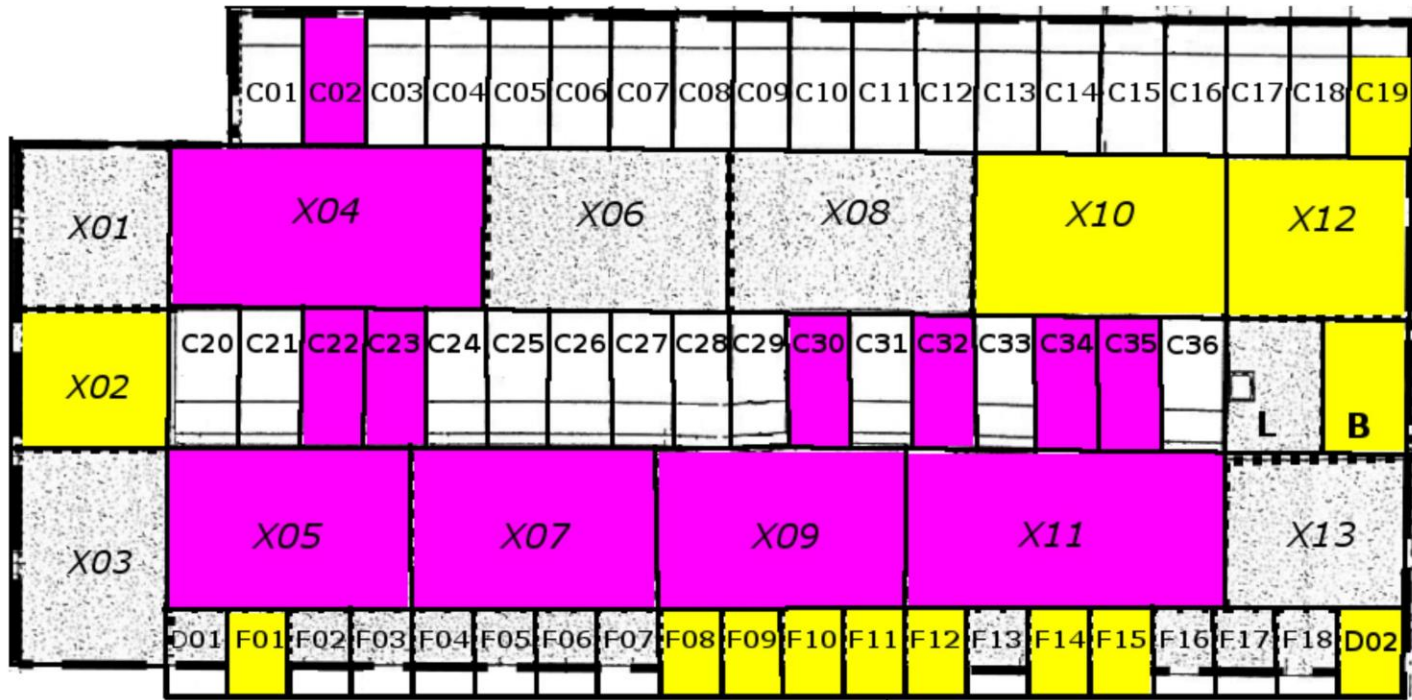 C01 C02 C03 C04 C05 C06 C07 C08 C09 C10 C11 C12 C13 C14 C15 C16 C17 C18 C19
X01 X04 X06 X08 X10 X12
C20 C21 C22 C23 C24 C25 C26 C27 C28 C29 C30 C31 C32 C33 C34 C35 C36
X02 L B
X03 X05 X07 X09 X11 X13
D01 F01 F02 F03 F04 F05 F06 F07 F08 F09 F10 F11 F12 F13 F14 F15 F16 F17 F18 D02